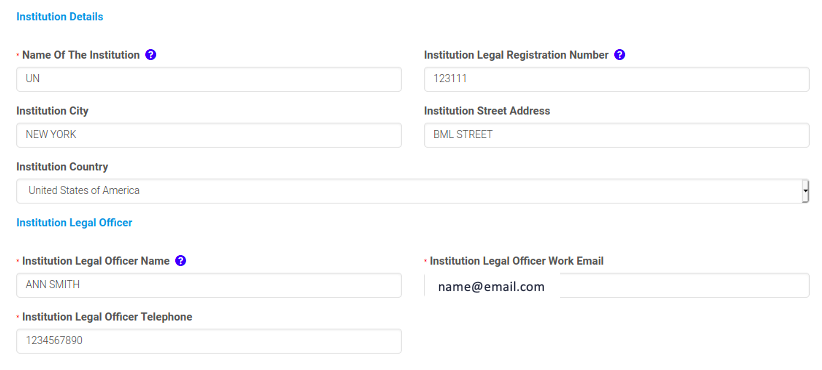 Institution Details
* Name Of The Institution ?
Institution Legal Registration Number ?
UN
123111
Institution City
Institution Street Address
NEW YORK
BML STREET
Institution Country
United States of America
Institution Legal Officer
* Institution Legal Officer Name ?
* Institution Legal Officer Work Email
ANN SMITH
name@email.com
* Institution Legal Officer Telephone
1234567890